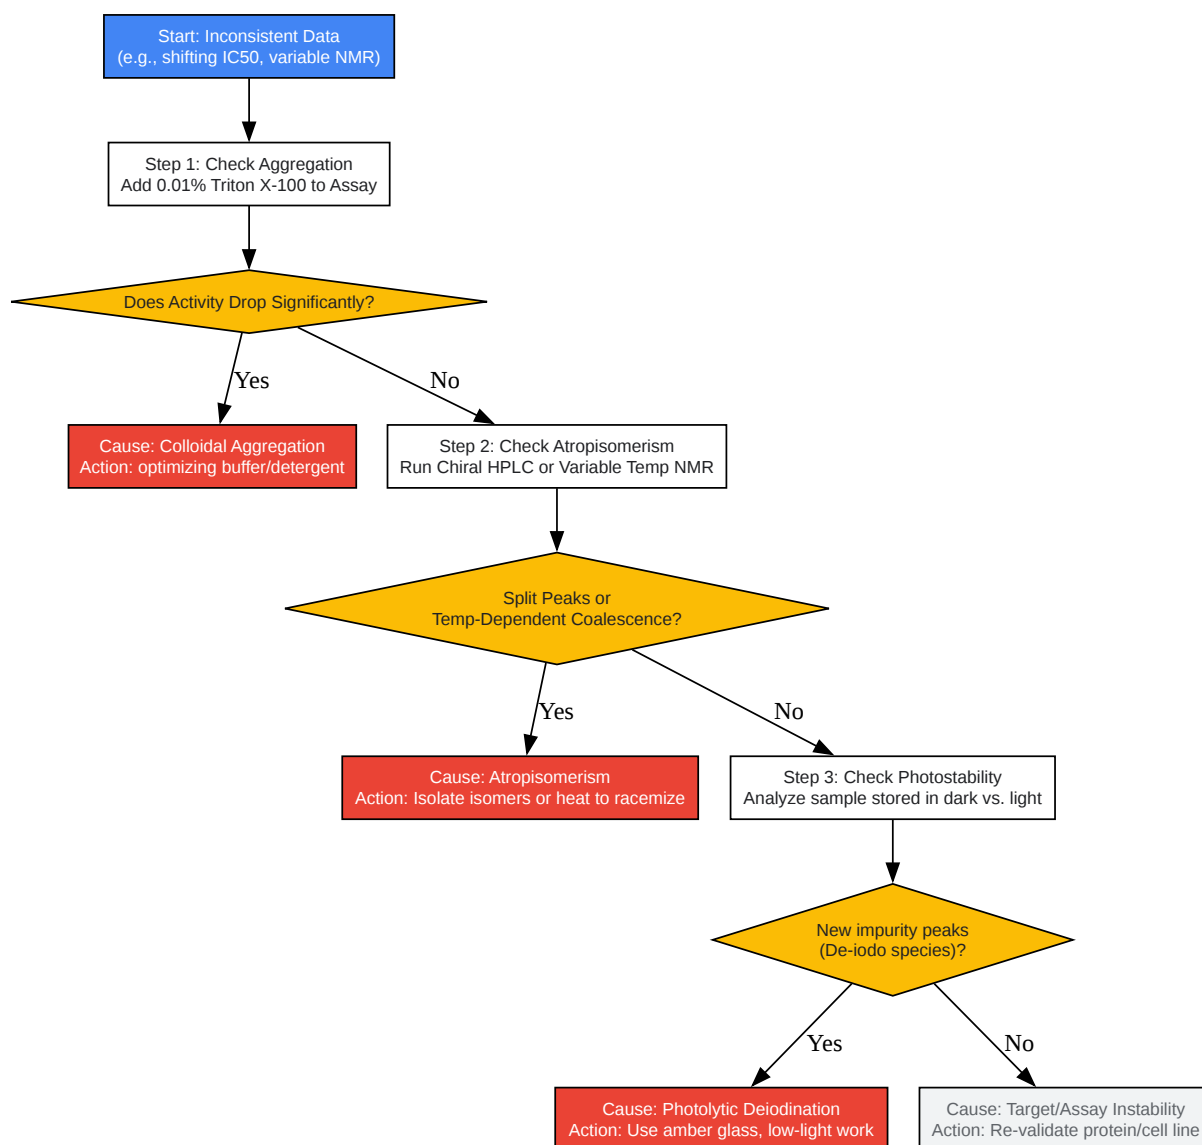 Start: Inconsistent Data
(e.g., shifting IC50, variable NMR)
Step 1: Check Aggregation
Add 0.01% Triton X-100 to Assay
Does Activity Drop Significantly?
Yes
No
Cause: Colloidal Aggregation
Action: optimizing buffer/detergent
Step 2: Check Atropisomerism
Run Chiral HPLC or Variable Temp NMR
Split Peaks or
Temp-Dependent Coalescence?
Yes
No
Cause: Atropisomerism
Action: Isolate isomers or heat to racemize
Step 3: Check Photostability
Analyze sample stored in dark vs. light
New impurity peaks
(De-iodo species)?
Yes
No
Cause: Photolytic Deiodination
Action: Use amber glass, low-light work
Cause: Target/Assay Instability
Action: Re-validate protein/cell line